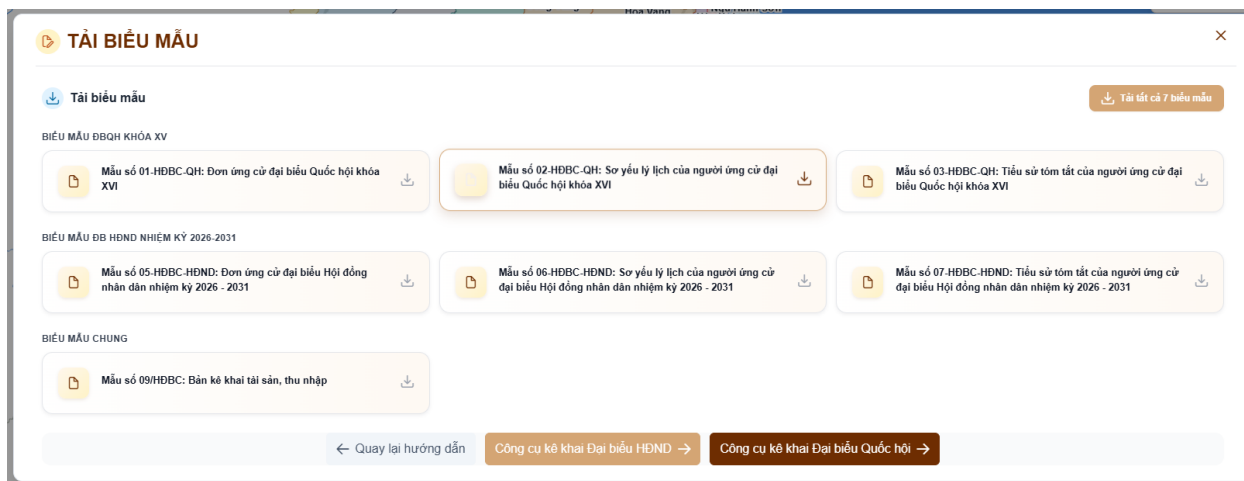 Hòa Vang
TẢI BIỂU MẪU
Tải biểu mẫu
Tải tất cả 7 biểu mẫu
BIỂU MẪU ĐBQH KHÓA XV
Mẫu số 01-HĐBC-QH: Đơn ứng cử đại biểu Quốc hội khóa
XVI
Mẫu số 02-HĐBC-QH: Sơ yếu lý lịch của người ứng cử đại
biểu Quốc hội khóa XVI
Mẫu số 03-HĐBC-QH: Tiểu sử tóm tắt của người ứng cử đại
biểu Quốc hội khóa XVI
BIỂU MẪU ĐB HĐND NHIỆM KỲ 2026-2031
Mẫu số 05-HĐBC-HĐND: Đơn ứng cử đại biểu Hội đồng
nhân dân nhiệm kỳ 2026 - 2031
Mẫu số 06-HĐBC-HĐND: Sơ yếu lý lịch của người ứng cử
đại biểu Hội đồng nhân dân nhiệm kỳ 2026 - 2031
Mẫu số 07-HĐBC-HĐND: Tiểu sử tóm tắt của người ứng cử
đại biểu Hội đồng nhân dân nhiệm kỳ 2026 - 2031
BIỂU MẪU CHUNG
Mẫu số 09/HĐBC: Bản kê khai tài sản, thu nhập
← Quay lại hướng dẫn
Công cụ kê khai Đại biểu HĐND →
Công cụ kê khai Đại biểu Quốc hội →